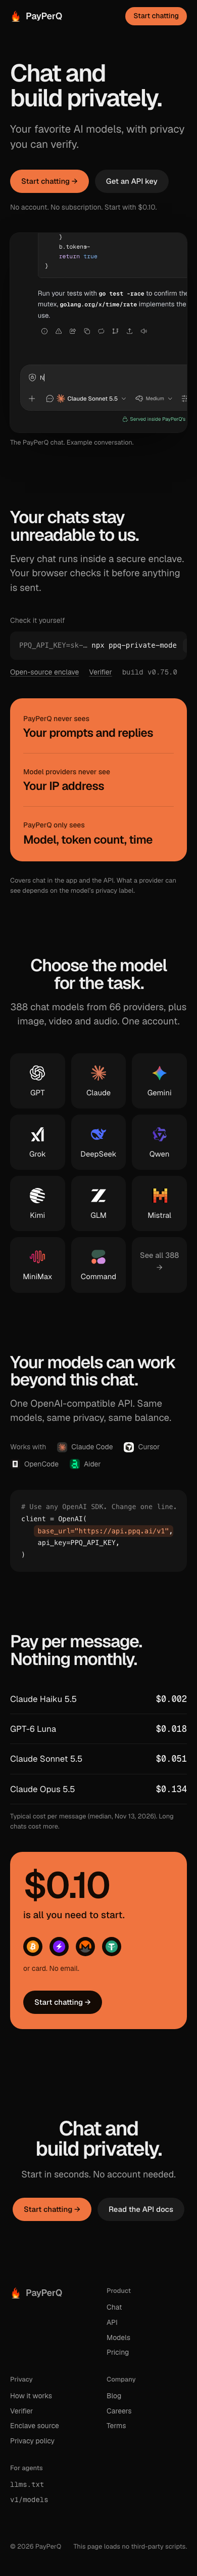 PayPerQ
Start chatting
Chat and
build privately.
Your favorite AI models, with privacy
you can verify.
Start chatting →
Get an API key
No account. No subscription. Start with $0.10.
}
b.tokens—
return true
}
Run your tests with go test -race to confirm the
mutex, golang.org/x/time/rate implements the
use.
N
Claude Sonnet 5.5
Medium
Served inside PayPerQ's
The PayPerQ chat. Example conversation.
Your chats stay
unreadable to us.
Every chat runs inside a secure enclave.
Your browser checks it before anything
is sent.
Check it yourself
PPQ_API_KEY=sk-… npx ppq-private-mode
Open-source enclave
Verifier
build v0.75.0
PayPerQ never sees
Your prompts and replies
Model providers never see
Your IP address
PayPerQ only sees
Model, token count, time
Covers chat in the app and the API. What a provider can
see depends on the model's privacy label.
Choose the model
for the task.
388 chat models from 66 providers, plus
image, video and audio. One account.
GPT
Claude
Gemini
Grok
DeepSeek
Qwen
Kimi
GLM
Mistral
MiniMax
Command
See all 388
→
Your models can work
beyond this chat.
One OpenAI-compatible API. Same
models, same privacy, same balance.
Works with
Claude Code
Cursor
OpenCode
Aider
# Use any OpenAI SDK. Change one line.
client = OpenAI(
base_url="https://api.ppq.ai/v1",
api_key=PPQ_API_KEY,
)
Pay per message.
Nothing monthly.
Claude Haiku 5.5 $0.002
GPT-6 Luna $0.018
Claude Sonnet 5.5 $0.051
Claude Opus 5.5 $0.134
Typical cost per message (median, Nov 13, 2026). Long
chats cost more.
$0.10
is all you need to start.
or card. No email.
Start chatting →
Chat and
build privately.
Start in seconds. No account needed.
Start chatting →
Read the API docs
PayPerQ
Product
Chat
API
Models
Pricing
Privacy
How it works
Verifier
Enclave source
Privacy policy
Company
Blog
Careers
Terms
For agents
llms.txt
v1/models
© 2026 PayPerQ
This page loads no third-party scripts.